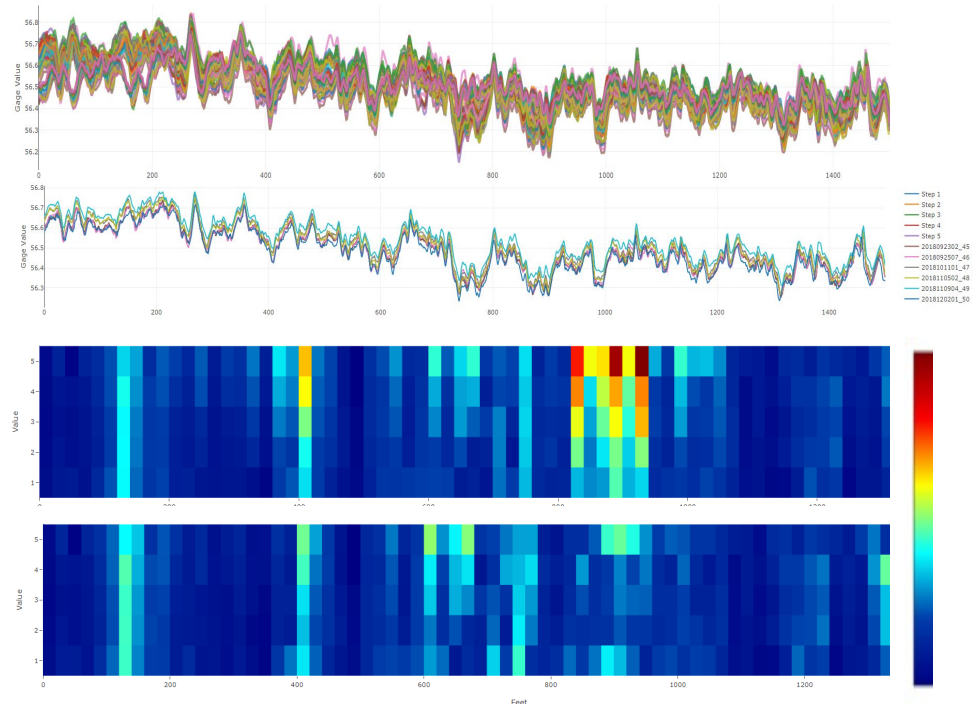 56.8
56.7
56.6
56.5
56.4
56.3
56.2
Gage Value
0 200 400 600 800 1000 1200 1400
56.8
56.7
56.6
56.5
56.4
56.3
Gage Value
0 200 400 600 800 1000 1200 1400
Step 1
Step 2
Step 3
Step 4
Step 5
2018092302_45
2018092507_46
2018101101_47
2018110502_48
2018110904_49
2018120201_50
5
4
3
2
1
Value
0 200 400 600 800 1000 1200
5
4
3
2
1
Value
0 200 400 600 800 1000 1200
Feet